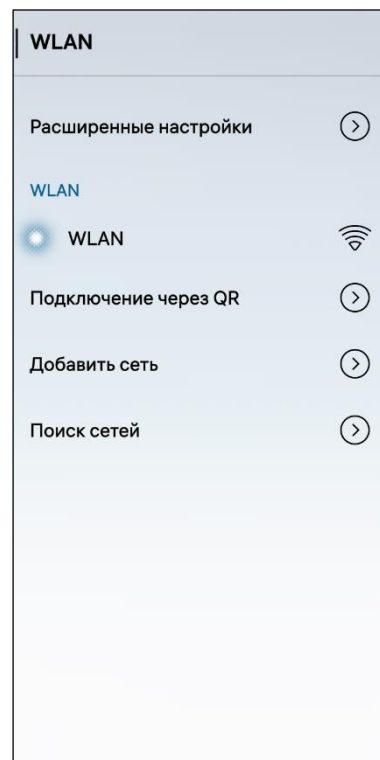 WLAN
Расширенные настройки
WLAN
WLAN
Подключение через QR
Добавить сеть
Поиск сетей